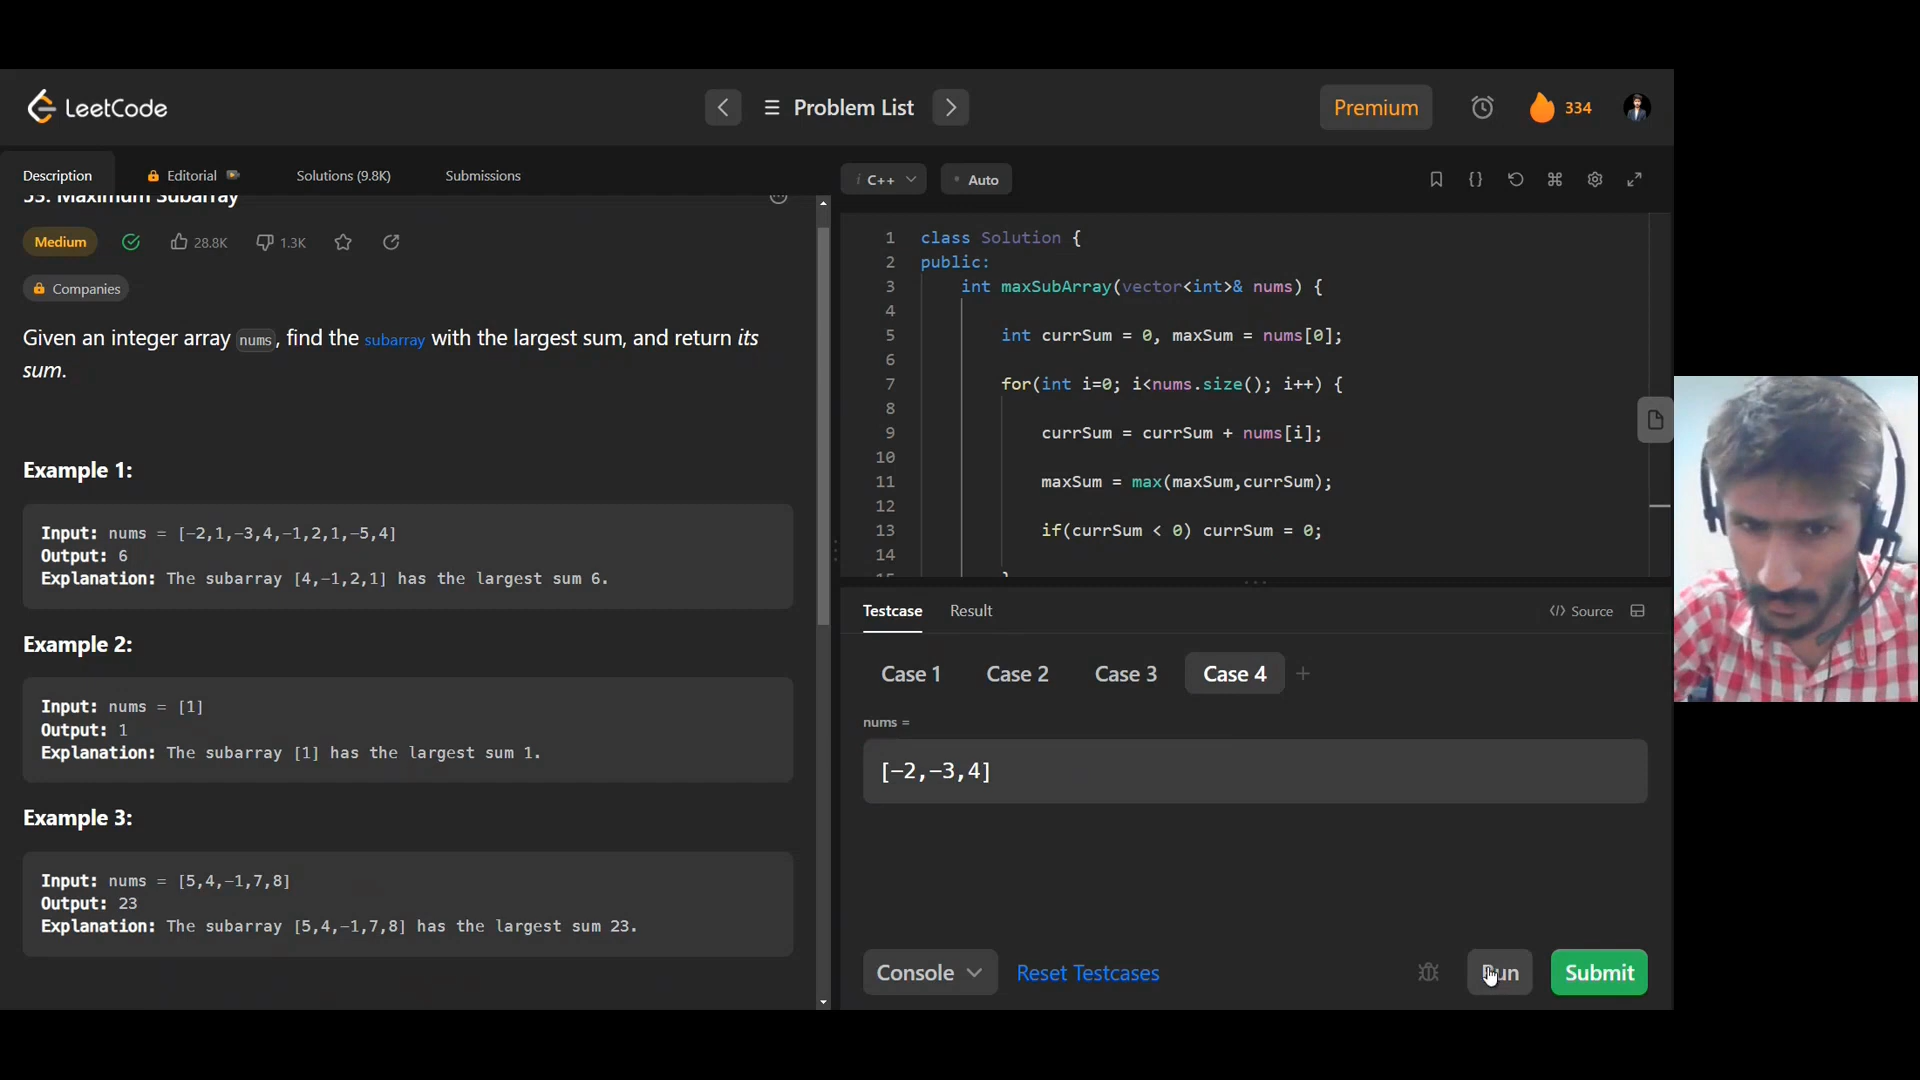 LeetCode
Problem List
Premium
334
Description
Editorial
Solutions (9.8K)
Submissions
53. Maximum Subarray
Medium
28.8K
1.3K
Companies
Given an integer array nums, find the subarray with the largest sum, and return its
sum.
Example 1:
Input: nums = [-2,1,-3,4,-1,2,1,-5,4]
Output: 6
Explanation: The subarray [4,-1,2,1] has the largest sum 6.
Example 2:
Input: nums = [1]
Output: 1
Explanation: The subarray [1] has the largest sum 1.
Example 3:
Input: nums = [5,4,-1,7,8]
Output: 23
Explanation: The subarray [5,4,-1,7,8] has the largest sum 23.
i C++
Auto
1 class Solution {
2 public:
3 int maxSubArray(vector<int>& nums) {
4
5 int currSum = 0, maxSum = nums[0];
6
7 for(int i=0; i<nums.size(); i++) {
8
9 currSum = currSum + nums[i];
10
11 maxSum = max(maxSum,currSum);
12
13 if(currSum < 0) currSum = 0;
14
15 }
Testcase
Result
</> Source
Case 1
Case 2
Case 3
Case 4
+
nums =
[-2,-3,4]
Console
Reset Testcases
Run
Submit